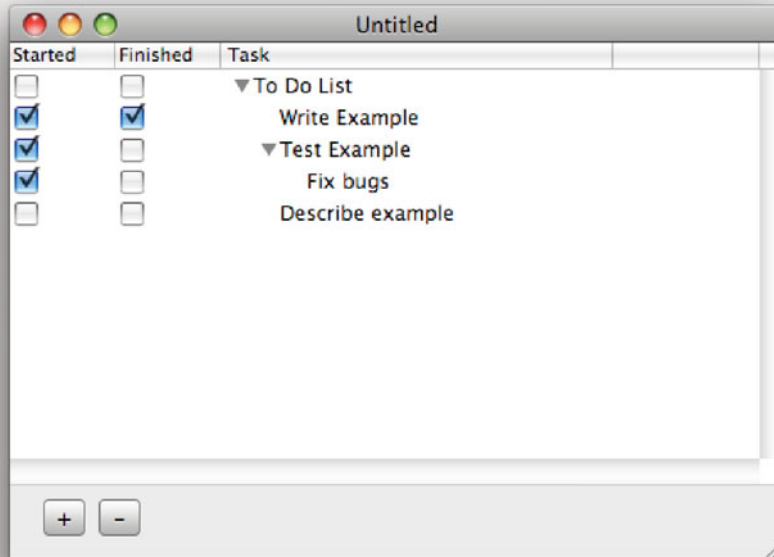 Untitled
Started Finished Task
To Do List
Write Example
Test Example
Fix bugs
Describe example
+ -